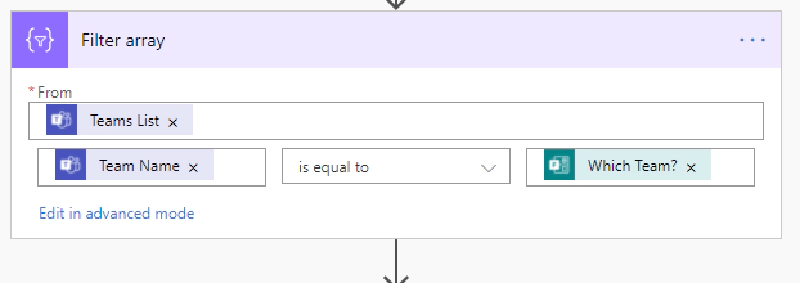 Filter array
* From
Teams List x
Team Name x is equal to Which Team? x
Edit in advanced mode